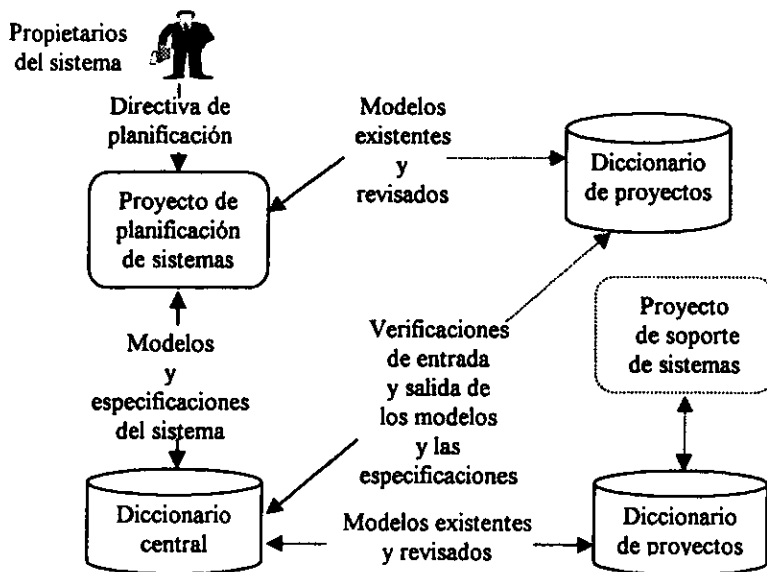 Propietarios
del sistema
Directiva de
planificación
Modelos
existentes
y
revisados
Diccionario
de proyectos
Proyecto de
planificación
de sistemas
Proyecto
de soporte
de sistemas
Modelos
y
especificaciones
del sistema
Verificaciones
de entrada
y salida de
los modelos
y las
especificaciones
Diccionario
central
Modelos existentes
y revisados
Diccionario
de proyectos